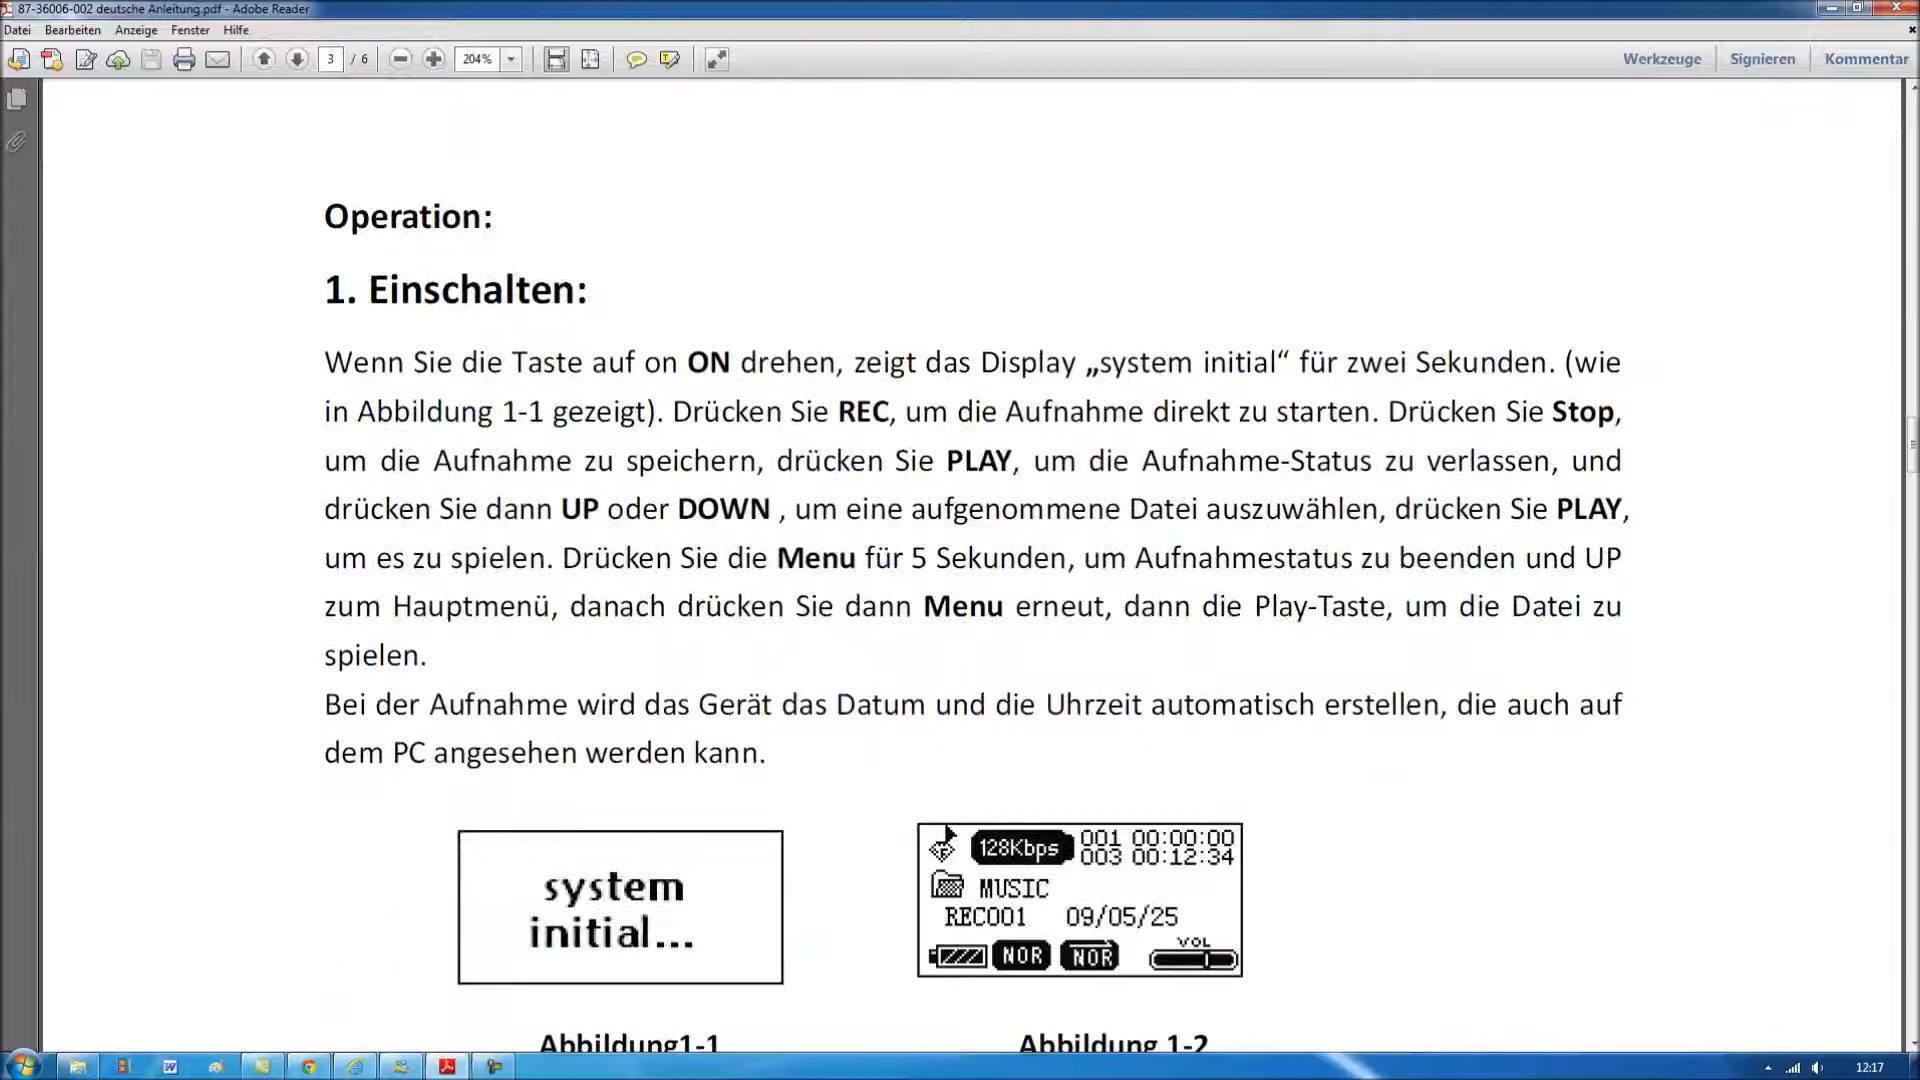 87-36006-002 deutsche Anleitung.pdf - Adobe Reader
Datei Bearbeiten Anzeige Fenster Hilfe
3 / 6 204% Werkzeuge Signieren Kommentar
Operation:
1. Einschalten:
Wenn Sie die Taste auf on ON drehen, zeigt das Display „system initial“ für zwei Sekunden. (wie
in Abbildung 1-1 gezeigt). Drücken Sie REC, um die Aufnahme direkt zu starten. Drücken Sie Stop,
um die Aufnahme zu speichern, drücken Sie PLAY, um die Aufnahme-Status zu verlassen, und
drücken Sie dann UP oder DOWN , um eine aufgenommene Datei auszuwählen, drücken Sie PLAY,
um es zu spielen. Drücken Sie die Menu für 5 Sekunden, um Aufnahmestatus zu beenden und UP
zum Hauptmenü, danach drücken Sie dann Menu erneut, dann die Play-Taste, um die Datei zu
spielen.
Bei der Aufnahme wird das Gerät das Datum und die Uhrzeit automatisch erstellen, die auch auf
dem PC angesehen werden kann.
system
initial...
128Kbps 001 00:00:00
003 00:12:34
MUSIC
REC001 09/05/25
NOR NOR VOL
Abbildung1-1 Abbildung 1-2
12:17